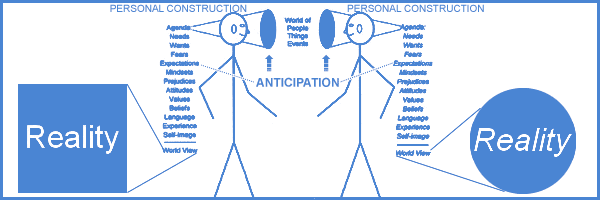 PERSONAL CONSTRUCTION
PERSONAL CONSTRUCTION
Agenda:
Needs
Wants
Fears
Expectations
Mindsets
Prejudices
Attitudes
Values
Beliefs
Language
Experience
Self-image
World View
World of
People
Things
Events
ANTICIPATION
Agenda:
Needs
Wants
Fears
Expectations
Mindsets
Prejudices
Attitudes
Values
Beliefs
Language
Experience
Self-image
World View
Reality
Reality